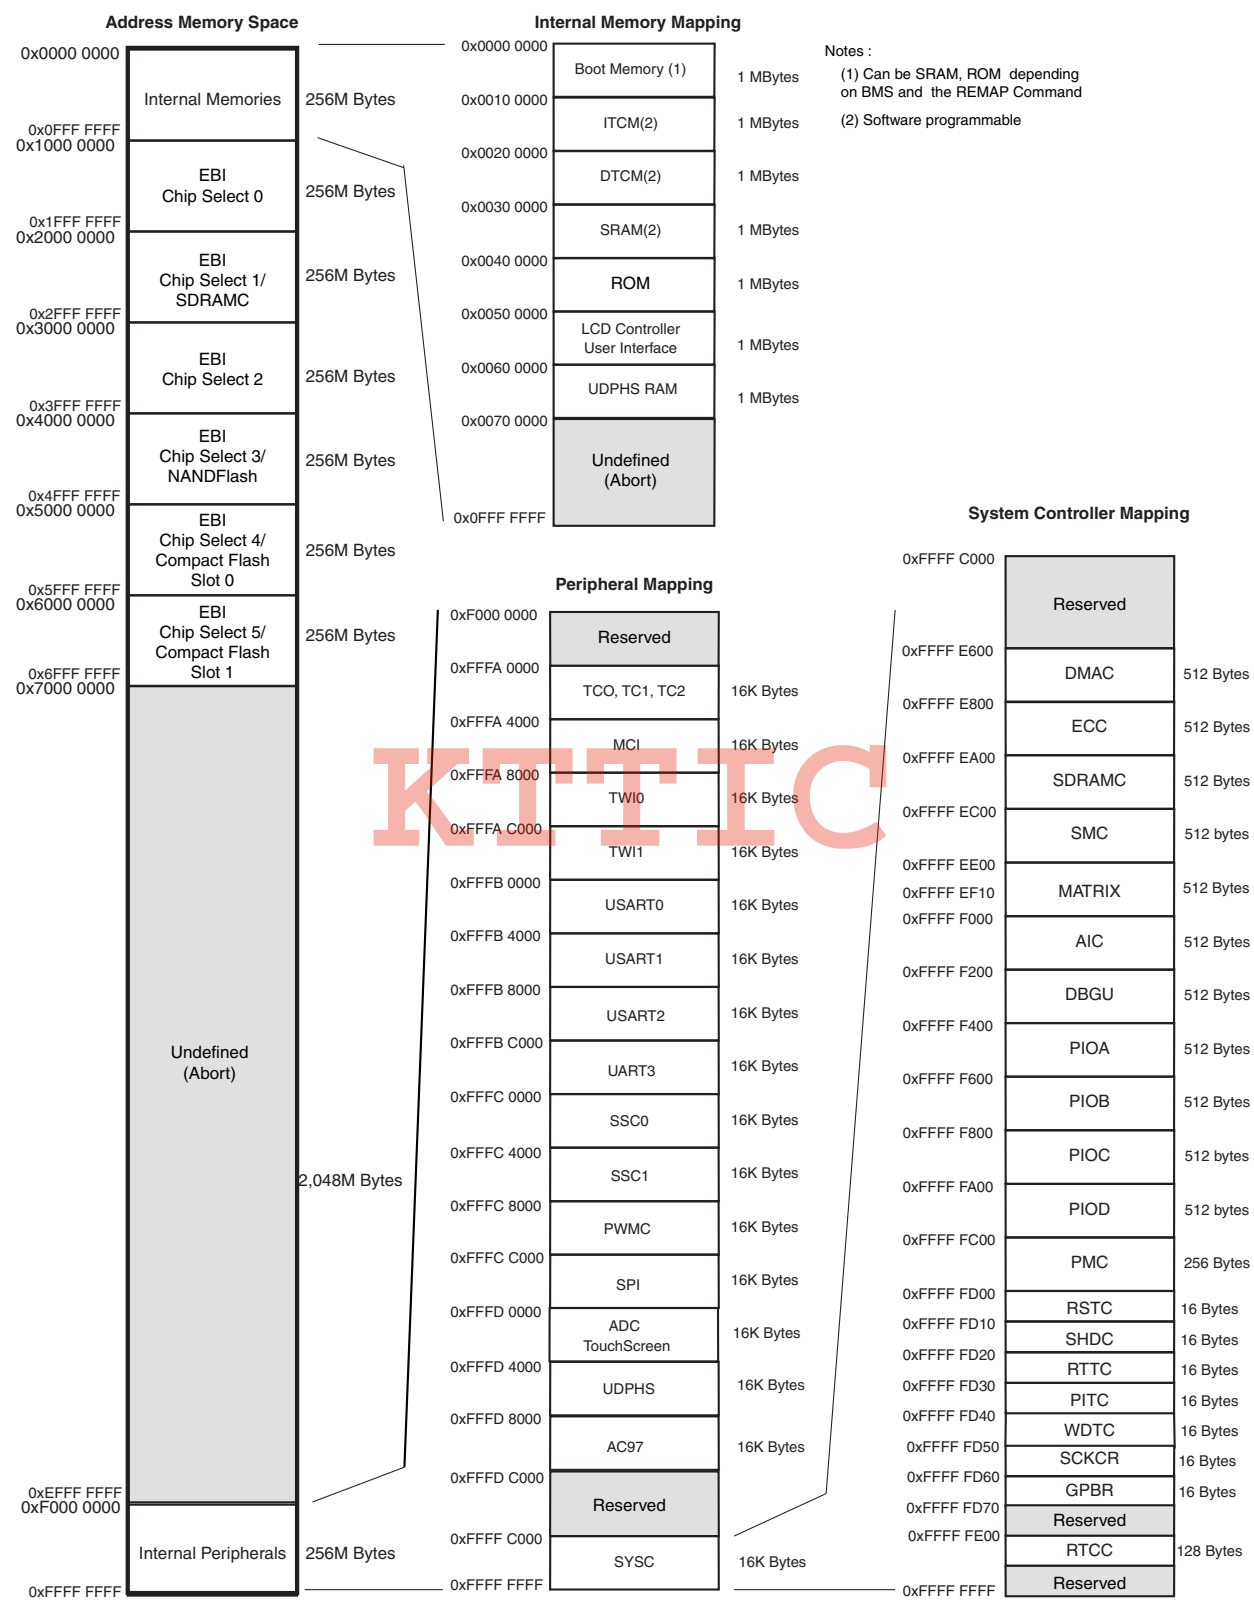 Address Memory Space
0x0000 0000
Internal Memories
256M Bytes
0x0FFF FFFF
0x1000 0000
EBI
Chip Select 0
256M Bytes
0x1FFF FFFF
0x2000 0000
EBI
Chip Select 1/
SDRAMC
256M Bytes
0x2FFF FFFF
0x3000 0000
EBI
Chip Select 2
256M Bytes
0x3FFF FFFF
0x4000 0000
EBI
Chip Select 3/
NANDFlash
256M Bytes
0x4FFF FFFF
0x5000 0000
EBI
Chip Select 4/
Compact Flash
Slot 0
256M Bytes
0x5FFF FFFF
0x6000 0000
EBI
Chip Select 5/
Compact Flash
Slot 1
256M Bytes
0x6FFF FFFF
0x7000 0000
Undefined
(Abort)
2,048M Bytes
0xEFFF FFFF
0xF000 0000
Internal Peripherals
256M Bytes
0xFFFF FFFF
Internal Memory Mapping
0x0000 0000
Boot Memory (1)
1 MBytes
0x0010 0000
ITCM(2)
1 MBytes
0x0020 0000
DTCM(2)
1 MBytes
0x0030 0000
SRAM(2)
1 MBytes
0x0040 0000
ROM
1 MBytes
0x0050 0000
LCD Controller
User Interface
1 MBytes
0x0060 0000
UDPHS RAM
1 MBytes
0x0070 0000
Undefined
(Abort)
0x0FFF FFFF
Notes :
(1) Can be SRAM, ROM depending
on BMS and the REMAP Command
(2) Software programmable
Peripheral Mapping
0xF000 0000
Reserved
0xFFFA 0000
TCO, TC1, TC2
16K Bytes
0xFFFA 4000
MCI
16K Bytes
0xFFFA 8000
TWI0
16K Bytes
0xFFFA C000
TWI1
16K Bytes
0xFFFB 0000
USART0
16K Bytes
0xFFFB 4000
USART1
16K Bytes
0xFFFB 8000
USART2
16K Bytes
0xFFFB C000
UART3
16K Bytes
0xFFFC 0000
SSC0
16K Bytes
0xFFFC 4000
SSC1
16K Bytes
0xFFFC 8000
PWMC
16K Bytes
0xFFFC C000
SPI
16K Bytes
0xFFFD 0000
ADC
TouchScreen
16K Bytes
0xFFFD 4000
UDPHS
16K Bytes
0xFFFD 8000
AC97
16K Bytes
0xFFFD C000
Reserved
0xFFFF C000
SYSC
16K Bytes
0xFFFF FFFF
System Controller Mapping
0xFFFF C000
Reserved
0xFFFF E600
DMAC
512 Bytes
0xFFFF E800
ECC
512 Bytes
0xFFFF EA00
SDRAMC
512 Bytes
0xFFFF EC00
SMC
512 bytes
0xFFFF EE00
MATRIX
512 Bytes
0xFFFF EF10
0xFFFF F000
AIC
512 Bytes
0xFFFF F200
DBGU
512 Bytes
0xFFFF F400
PIOA
512 Bytes
0xFFFF F600
PIOB
512 Bytes
0xFFFF F800
PIOC
512 bytes
0xFFFF FA00
PIOD
512 bytes
0xFFFF FC00
PMC
256 Bytes
0xFFFF FD00
RSTC
16 Bytes
0xFFFF FD10
SHDC
16 Bytes
0xFFFF FD20
RTTC
16 Bytes
0xFFFF FD30
PITC
16 Bytes
0xFFFF FD40
WDTC
16 Bytes
0xFFFF FD50
SCKCR
16 Bytes
0xFFFF FD60
GPBR
16 Bytes
0xFFFF FD70
Reserved
0xFFFF FE00
RTCC
128 Bytes
Reserved
0xFFFF FFFF
KTTIC